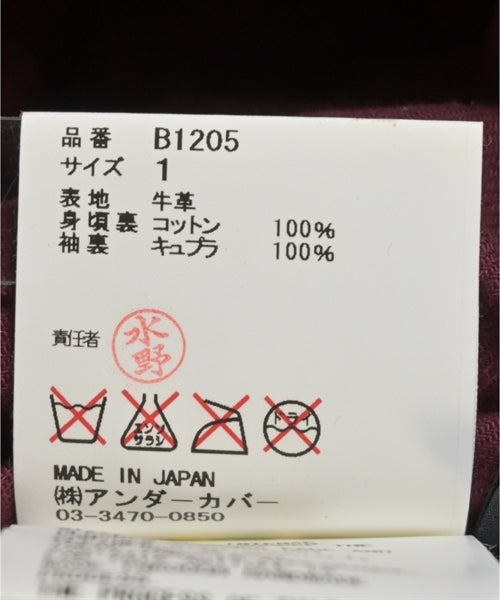 品番 B1205
サイズ 1
表地 牛革
身頃裏 コットン 100%
袖裏 キュプラ 100%
責任者 水野
エンソサラシ ドライ
MADE IN JAPAN
㈱アンダーカバー
03-3470-0850